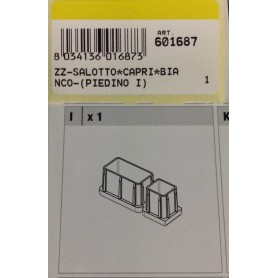 ART.
8 034136 016873
601687
ZZ-SALOTTO*CAPRI*BIA
NCO-(PIEDINO I)
1
I x 1
K